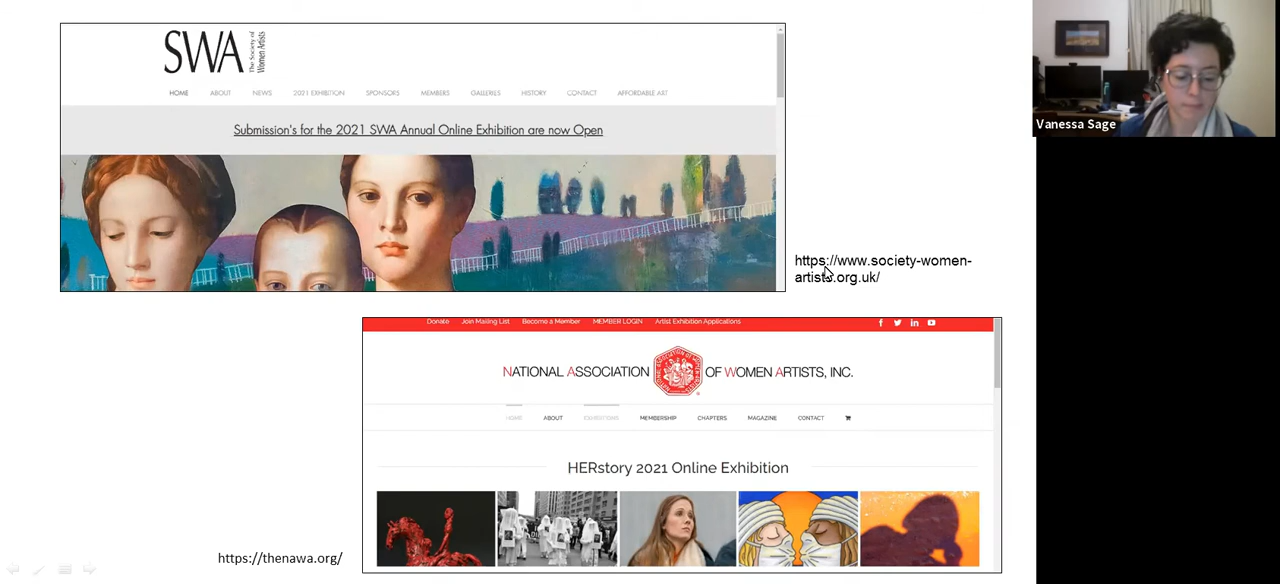 SWA The Society of
Women Artists
HOME ABOUT NEWS 2021 EXHIBITION SPONSORS MEMBERS GALLERIES HISTORY CONTACT AFFORDABLE ART
Submission's for the 2021 SWA Annual Online Exhibition are now Open
Vanessa Sage
https://www.society-women-
artists.org.uk/
Donate Join Mailing List Become a Member MEMBER LOGIN Artist Exhibition Applications
NATIONAL ASSOCIATION OF WOMEN ARTISTS, INC.
HOME ABOUT EXHIBITIONS MEMBERSHIP CHAPTERS MAGAZINE CONTACT
HERstory 2021 Online Exhibition
https://thenawa.org/